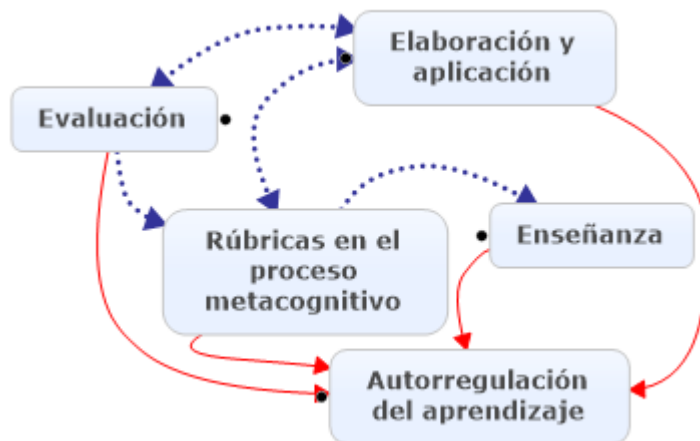 Elaboración y
aplicación
Evaluación
Rúbricas en el
proceso
metacognitivo
Enseñanza
Autorregulación
del aprendizaje